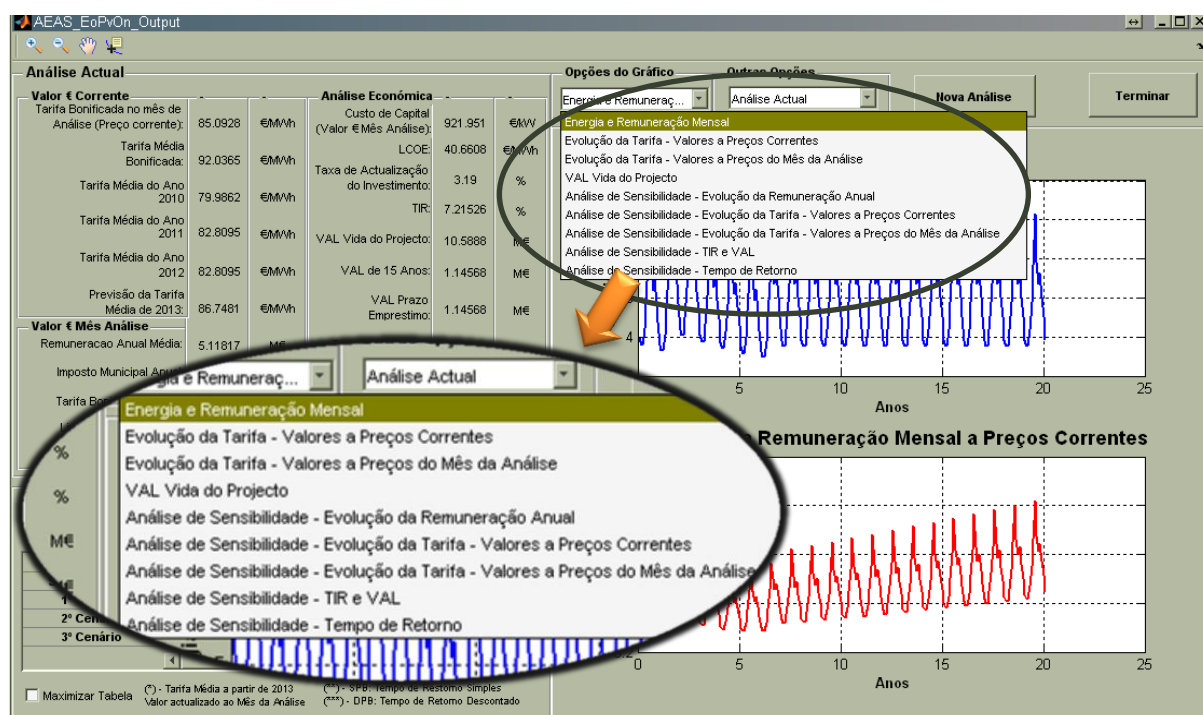 AEAS_EoPvOn_Output
Análise Actual
Valor € Corrente
Tarifa Bonificada no mês de
Análise (Preço corrente): 85.0928 €/MWh
Tarifa Média
Bonificada: 92.0365 €/MWh
Tarifa Média do Ano
2010 79.9862 €/MWh
Tarifa Média do Ano
2011 82.8095 €/MWh
Tarifa Média do Ano
2012 82.8095 €/MWh
Previsão da Tarifa
Média de 2013: 86.7481 €/MWh
Análise Económica
Custo de Capital
(Valor €Mês Análise): 921.951 €/kW
LCOE: 40.6608 €/MWh
Taxa de Actualização
do Investimento: 3.19 %
TIR: 7.21526 %
VAL Vida do Projecto: 10.5888 M€
VAL de 15 Anos: 1.14568 M€
VAL Prazo
Emprestimo: 1.14568 M€
Valor € Mês Análise
Remuneracao Anual Média: 5.11817 M€
Imposto Municipal
Tarifa
%
%
M€
2º
3º Cenário
Maximizar Tabela
(*) - Tarifa Média a partir de 2013
Valor actualizado ao Mês da Análise
(**) - SPB: Tempo de Simples
(***) - DPB: Tempo de Retorno Descontado
Opções do Gráfico
Outras Opções
Energia e Remuneraç...
Análise Actual
Nova Análise
Terminar
Energia e Remuneração Mensal
Evolução da Tarifa - Valores a Preços Correntes
Evolução da Tarifa - Valores a Preços do Mês da Análise
VAL Vida do Projecto
Análise de Sensibilidade - Evolução da Remuneração Anual
Análise de Sensibilidade - Evolução da Tarifa - Valores a Preços Correntes
Análise de Sensibilidade - Evolução da Tarifa - Valores a Preços do Mês da Análise
Análise de Sensibilidade - TIR e VAL
Análise de Sensibilidade - Tempo de Retorno
4
5 10 15 20 25
Anos
e Remuneraç...
Análise Actual
Energia e Remuneração Mensal
Evolução da Tarifa - Valores a Preços Correntes
Evolução da Tarifa - Valores a Preços do Mês da Análise
VAL Vida do Projecto
Análise de Sensibilidade - Evolução da Remuneração Anual
Análise de Sensibilidade - Evolução da Tarifa - Valores a Preços Correntes
Análise de Sensibilidade - Evolução da Tarifa - Valores a Preços do Mês da Análise
Análise de Sensibilidade - TIR e VAL
Análise de Sensibilidade - Tempo de Retorno
Remuneração Mensal a Preços Correntes
0 5 10 15 20 25
Anos